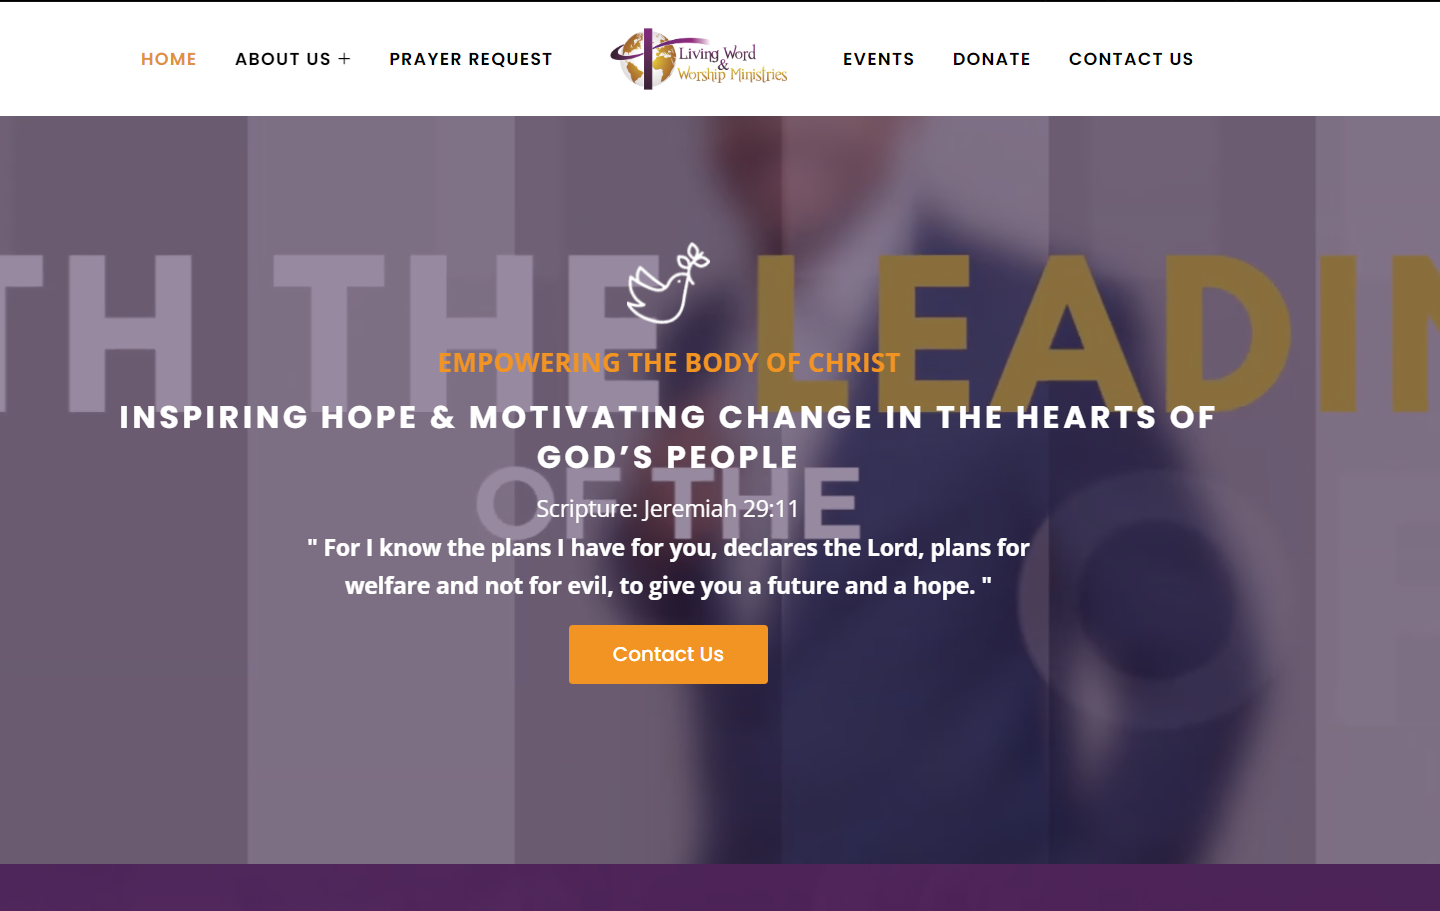 HOME ABOUT US + PRAYER REQUEST Living Word & Worship Ministries EVENTS DONATE CONTACT US
TH THE LEADIN
EMPOWERING THE BODY OF CHRIST
INSPIRING HOPE & MOTIVATING CHANGE IN THE HEARTS OF
GOD’S PEOPLE
OF THE
Scripture: Jeremiah 29:11
" For I know the plans I have for you, declares the Lord, plans for
welfare and not for evil, to give you a future and a hope. "
Contact Us